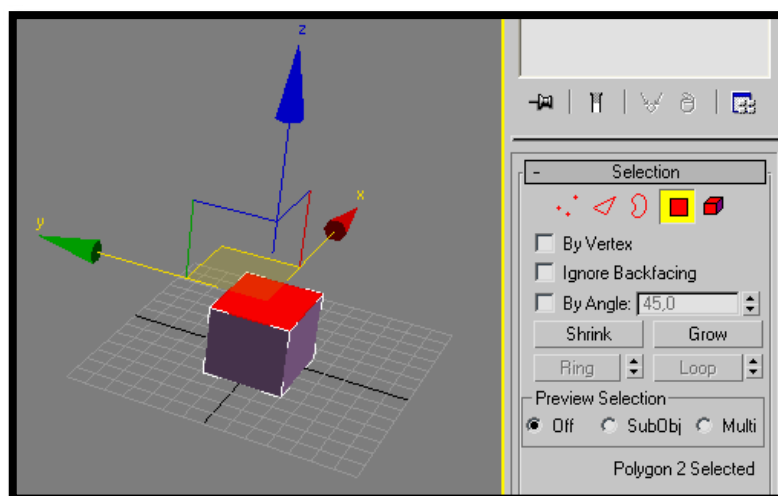 z
x
y
- Selection
By Vertex
Ignore Backfacing
By Angle: 45,0
Shrink Grow
Ring Loop
Preview Selection
Off SubObj Multi
Polygon 2 Selected